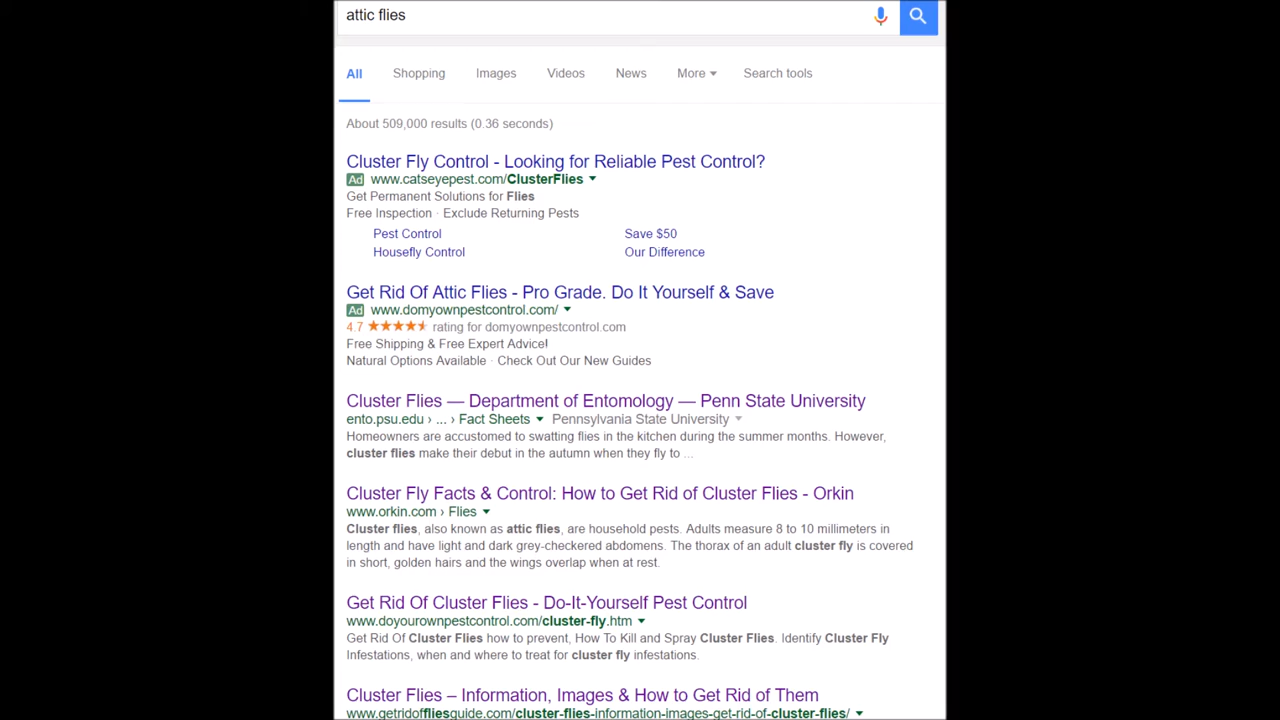 attic flies
All Shopping Images Videos News More Search tools
About 509,000 results (0.36 seconds)
Cluster Fly Control - Looking for Reliable Pest Control?
Ad www.catseyepest.com/ClusterFlies
Get Permanent Solutions for Flies
Free Inspection · Exclude Returning Pests
Pest Control Save $50
Housefly Control Our Difference
Get Rid Of Attic Flies - Pro Grade. Do It Yourself & Save
Ad www.domyownpestcontrol.com/
4.7 ★★★★★ rating for domyownpestcontrol.com
Free Shipping & Free Expert Advice!
Natural Options Available · Check Out Our New Guides
Cluster Flies — Department of Entomology — Penn State University
ento.psu.edu › ... › Fact Sheets Pennsylvania State University
Homeowners are accustomed to swatting flies in the kitchen during the summer months. However,
cluster flies make their debut in the autumn when they fly to ...
Cluster Fly Facts & Control: How to Get Rid of Cluster Flies - Orkin
www.orkin.com › Flies
Cluster flies, also known as attic flies, are household pests. Adults measure 8 to 10 millimeters in
length and have light and dark grey-checkered abdomens. The thorax of an adult cluster fly is covered
in short, golden hairs and the wings overlap when at rest.
Get Rid Of Cluster Flies - Do-It-Yourself Pest Control
www.doyourownpestcontrol.com/cluster-fly.htm
Get Rid Of Cluster Flies how to prevent, How To Kill and Spray Cluster Flies. Identify Cluster Fly
Infestations, when and where to treat for cluster fly infestations.
Cluster Flies – Information, Images & How to Get Rid of Them
www.getridoffliesguide.com/cluster-flies-information-images-get-rid-of-cluster-flies/